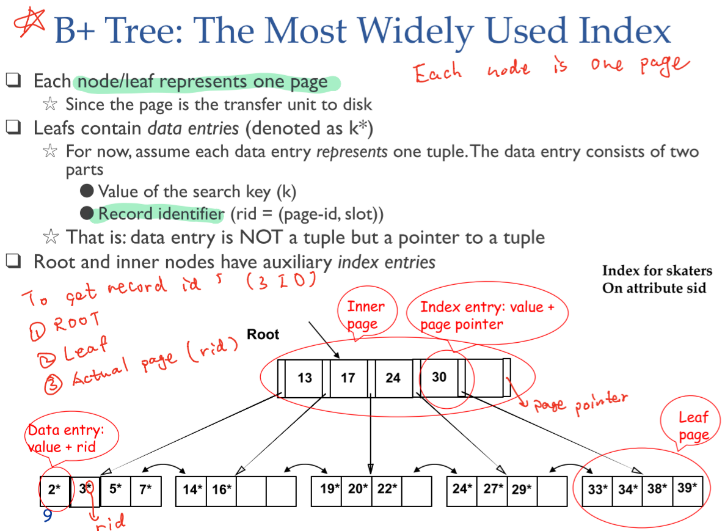 B+ Tree: The Most Widely Used Index
Each node is one page
❑ Each node/leaf represents one page
☆ Since the page is the transfer unit to disk
❑ Leafs contain data entries (denoted as k*)
☆ For now, assume each data entry represents one tuple. The data entry consists of two
parts
● Value of the search key (k)
● Record identifier (rid = (page-id, slot))
☆ That is: data entry is NOT a tuple but a pointer to a tuple
❑ Root and inner nodes have auxiliary index entries
Index for skaters
On attribute sid
To get record id's (3 IO)
① ROOT
② Leaf
③ Actual page (rid)
Root
Inner
page
Index entry: value +
page pointer
13 17 24 30
page pointer
Data entry:
value + rid
Leaf
page
2* 3* 5* 7* 14* 16* 19* 20* 22* 24* 27* 29* 33* 34* 38* 39*
rid
9